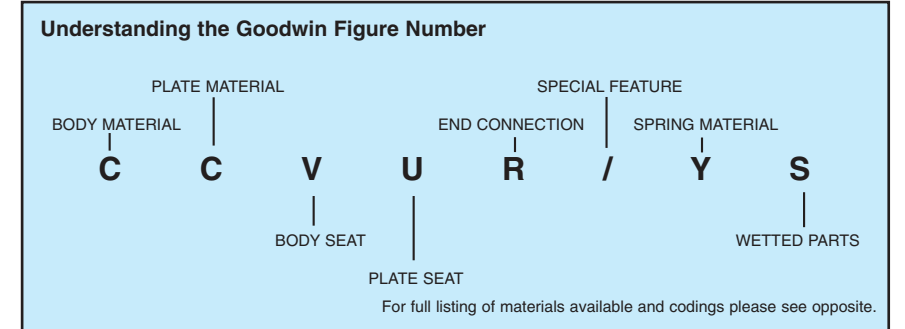 Understanding the Goodwin Figure Number
PLATE MATERIAL SPECIAL FEATURE
BODY MATERIAL END CONNECTION SPRING MATERIAL
C C V U R / Y S
BODY SEAT WETTED PARTS
PLATE SEAT
For full listing of materials available and codings please see opposite.